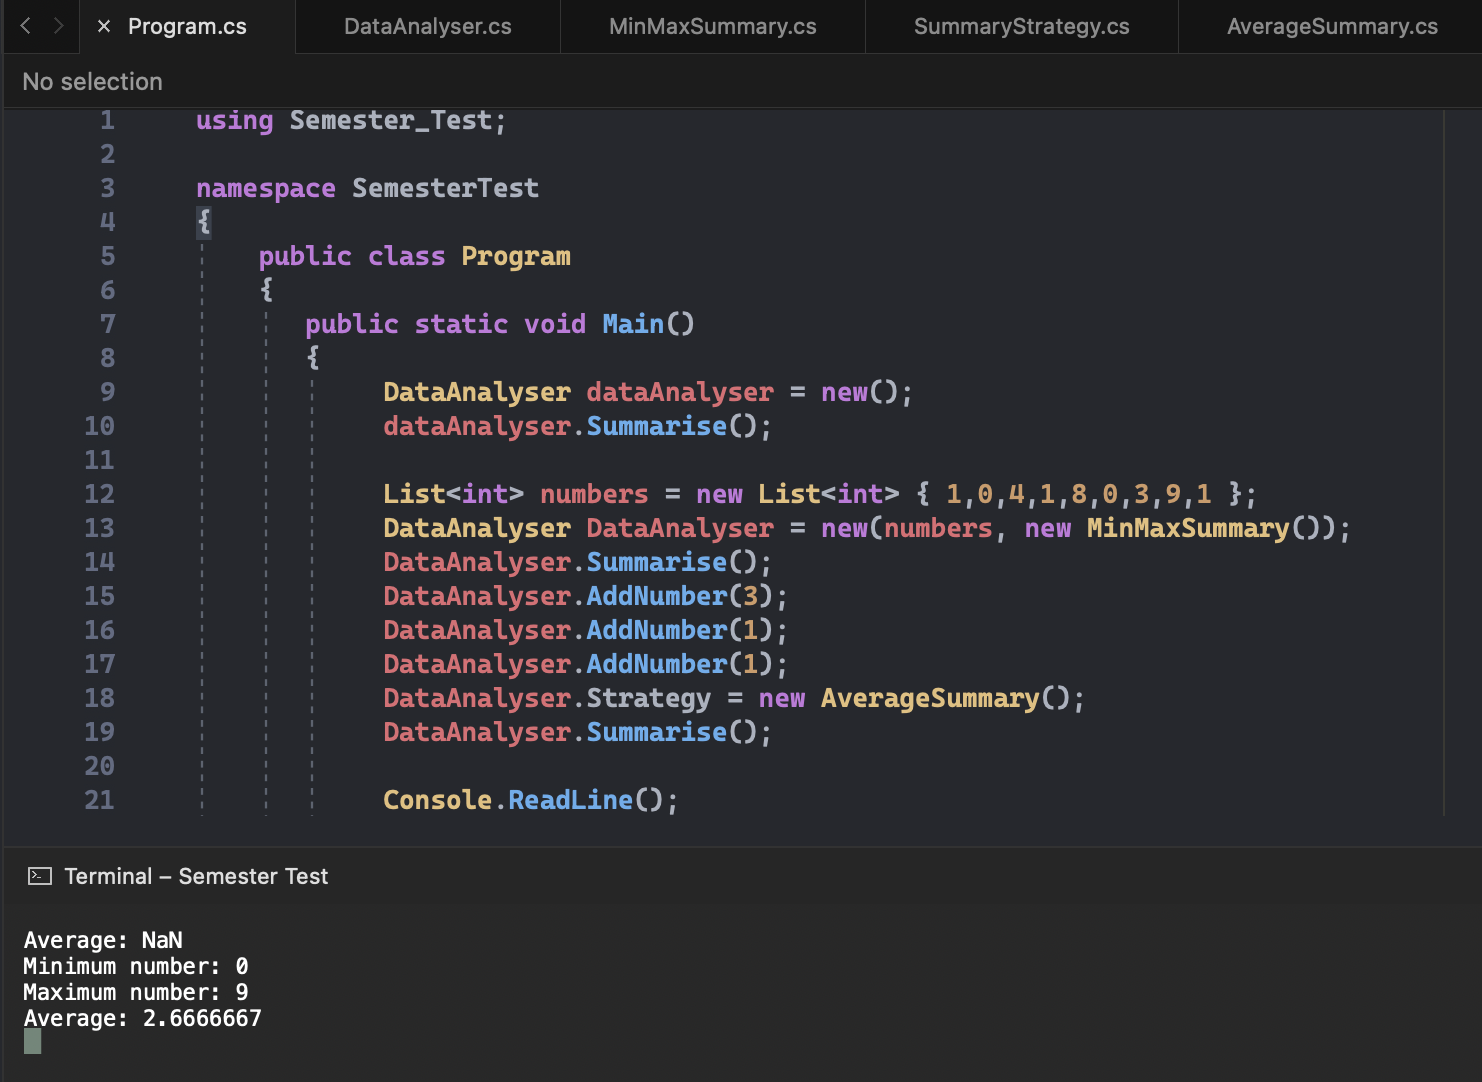 Program.cs DataAnalyser.cs MinMaxSummary.cs SummaryStrategy.cs AverageSummary.cs
No selection
1 using Semester_Test;
2
3 namespace SemesterTest
4 {
5 public class Program
6 {
7 public static void Main()
8 {
9 DataAnalyser dataAnalyser = new();
10 dataAnalyser.Summarise();
11
12 List<int> numbers = new List<int> { 1,0,4,1,8,0,3,9,1 };
13 DataAnalyser DataAnalyser = new(numbers, new MinMaxSummary());
14 DataAnalyser.Summarise();
15 DataAnalyser.AddNumber(3);
16 DataAnalyser.AddNumber(1);
17 DataAnalyser.AddNumber(1);
18 DataAnalyser.Strategy = new AverageSummary();
19 DataAnalyser.Summarise();
20
21 Console.ReadLine();
Terminal – Semester Test
Average: NaN
Minimum number: 0
Maximum number: 9
Average: 2.6666667